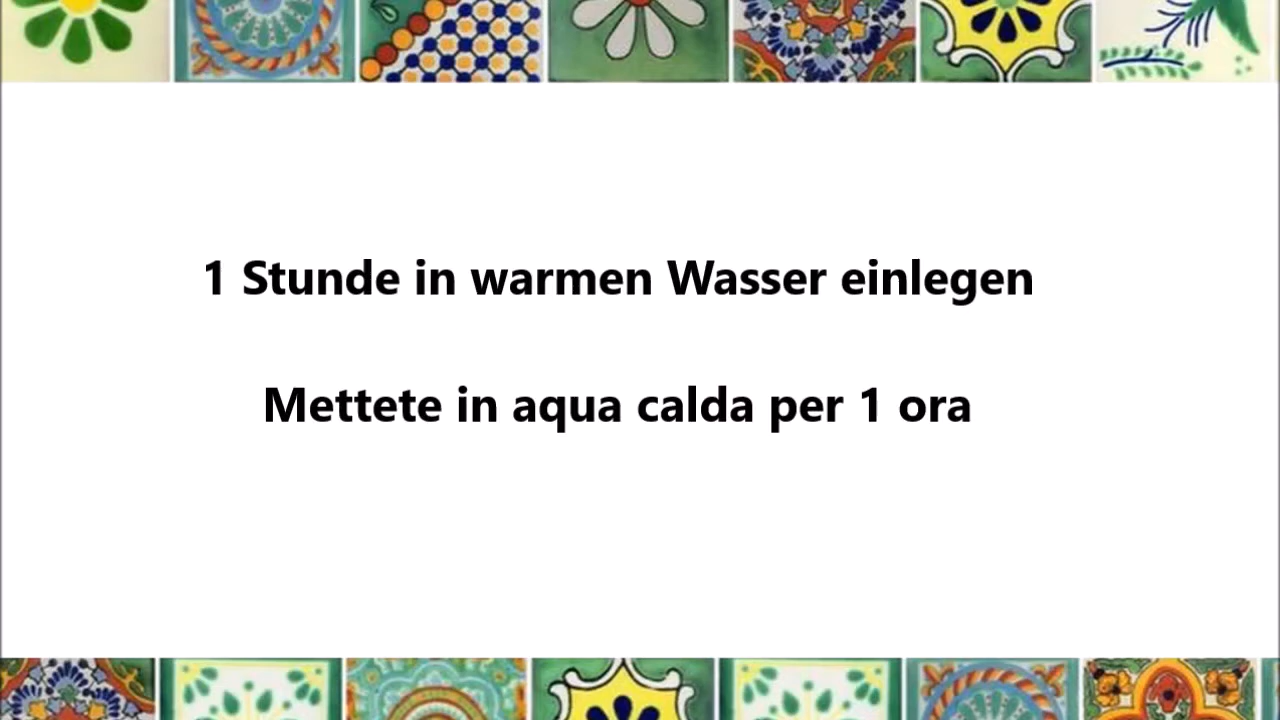 1 Stunde in warmen Wasser einlegen
Mettete in aqua calda per 1 ora